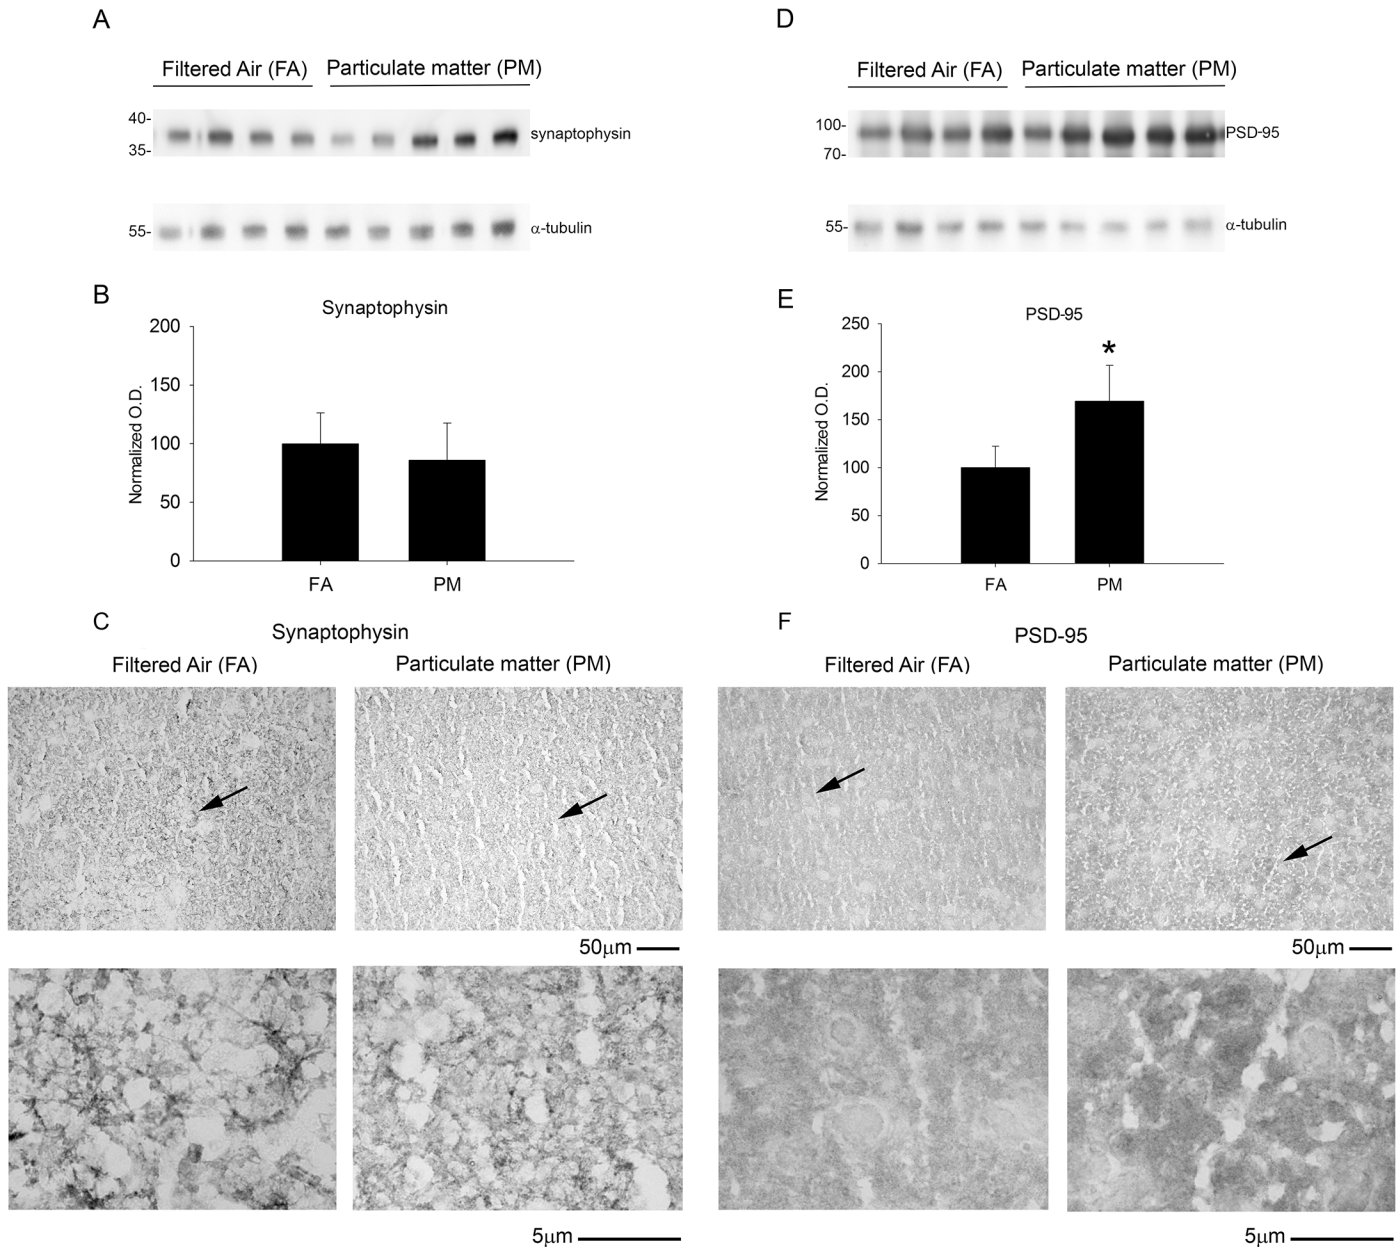 A
Filtered Air (FA) Particulate matter (PM)
40-
35-
synaptophysin
55-
α-tubulin
B
Synaptophysin
Normalized O.D.
200
150
100
50
0
FA PM
C
Synaptophysin
Filtered Air (FA) Particulate matter (PM)
50μm
5μm
D
Filtered Air (FA) Particulate matter (PM)
100-
70-
PSD-95
55-
α-tubulin
E
PSD-95
Normalized O.D.
250
200
150
100
50
0
*
FA PM
F
PSD-95
Filtered Air (FA) Particulate matter (PM)
50μm
5μm